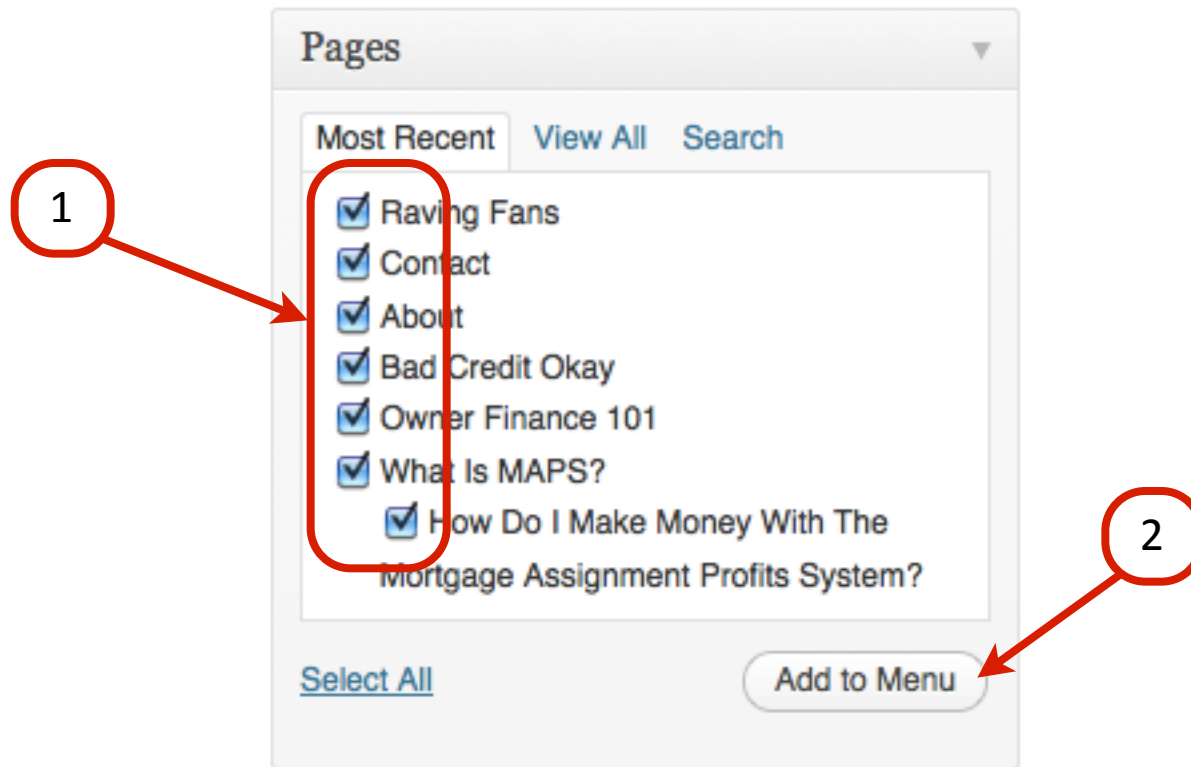 Pages
Most Recent View All Search
1
Raving Fans
Contact
About
Bad Credit Okay
Owner Finance 101
What Is MAPS?
How Do I Make Money With The
Mortgage Assignment Profits System?
2
Select All Add to Menu